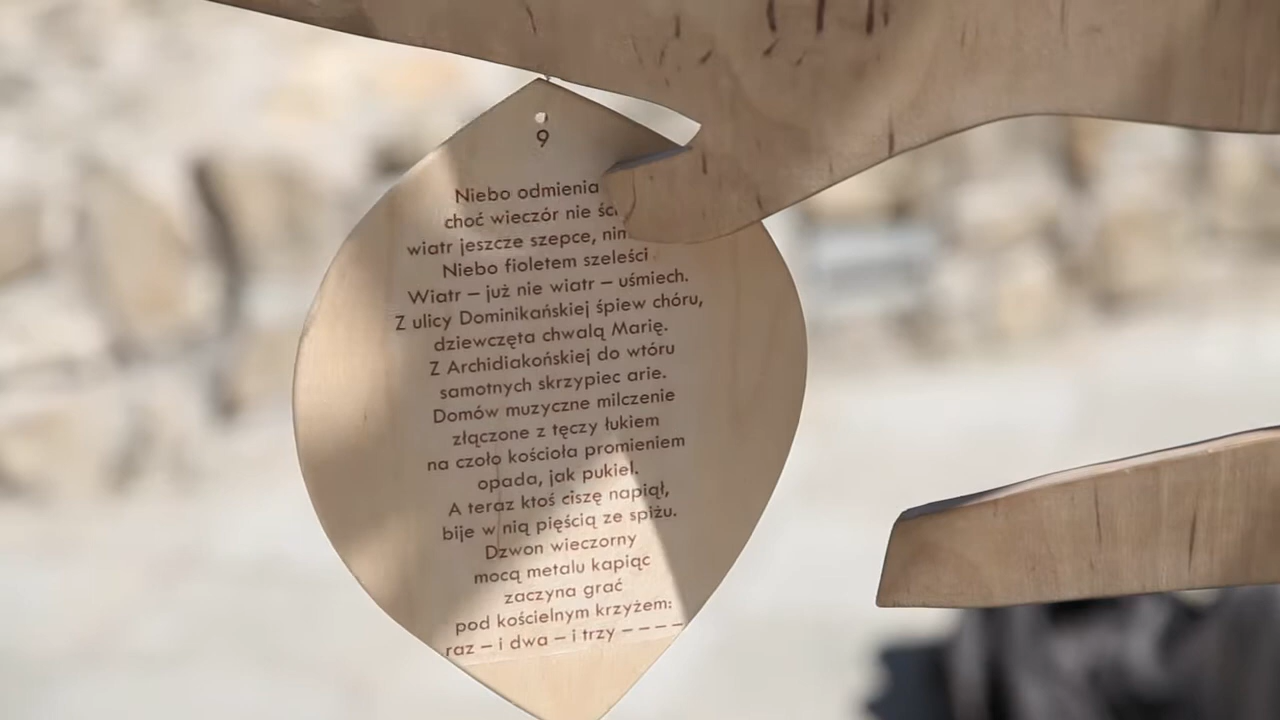 9
Niebo odmienia
choć wieczór nie
wiatr jeszcze szepce,
Niebo fioletem szeleści
Wiatr – już nie wiatr – uśmiech.
Z ulicy Dominikańskiej śpiew chóru,
dziewczęta chwalą Marię.
Z Archidiakońskiej do wtóru
samotnych skrzypiec arie.
Domów muzyczne milczenie
złączone z tęczy łukiem
na czoło kościoła promieniem
opada, jak pukiel.
A teraz ktoś ciszę napiął,
bije w nią pięścią ze spiżu.
Dzwon wieczorny
mocą metalu kapiąc
zaczyna grać
pod kościelnym krzyżem:
raz – i dwa – i trzy – – – –